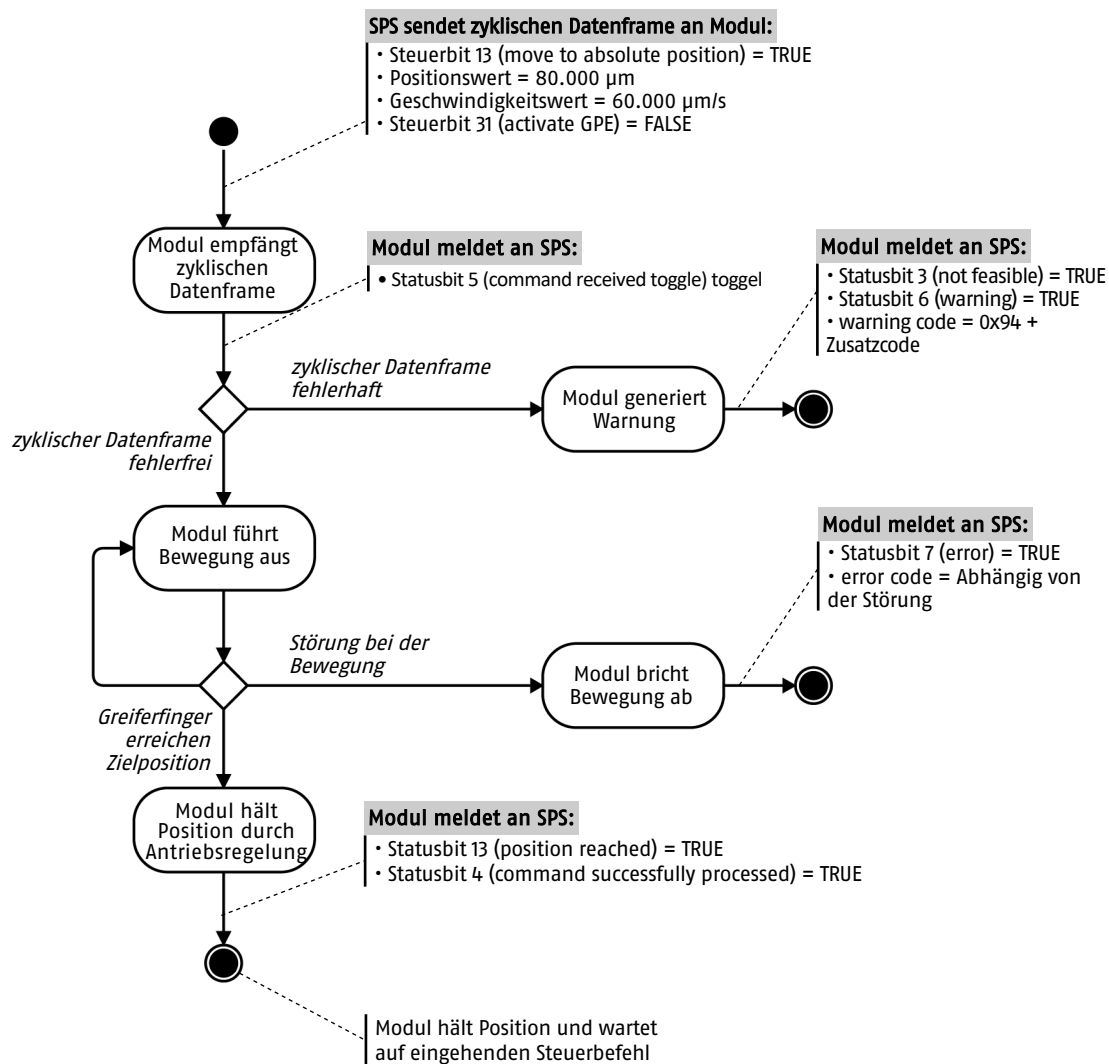 SPS sendet zyklischen Datenframe an Modul:
• Steuerbit 13 (move to absolute position) = TRUE
• Positionswert = 80.000 µm
• Geschwindigkeitswert = 60.000 µm/s
• Steuerbit 31 (activate GPE) = FALSE
Modul empfängt
zyklischen
Datenframe
Modul meldet an SPS:
• Statusbit 5 (command received toggle) toggel
Modul meldet an SPS:
• Statusbit 3 (not feasible) = TRUE
• Statusbit 6 (warning) = TRUE
• warning code = 0x94 +
Zusatzcode
zyklischer Datenframe
fehlerhaft
Modul generiert
Warnung
zyklischer Datenframe
fehlerfrei
Modul führt
Bewegung aus
Modul meldet an SPS:
• Statusbit 7 (error) = TRUE
• error code = Abhängig von
der Störung
Störung bei der
Bewegung
Modul bricht
Bewegung ab
Greiferfinger
erreichen
Zielposition
Modul hält
Position durch
Antriebsregelung
Modul meldet an SPS:
• Statusbit 13 (position reached) = TRUE
• Statusbit 4 (command successfully processed) = TRUE
Modul hält Position und wartet
auf eingehenden Steuerbefehl